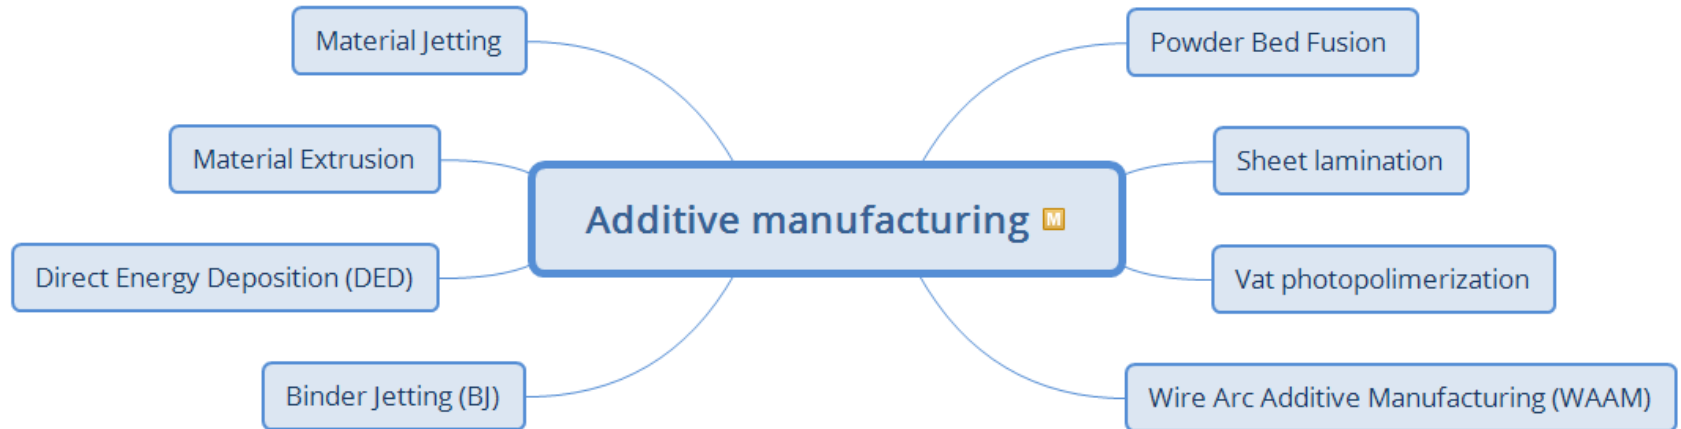 Material Jetting
Powder Bed Fusion
Material Extrusion
Sheet lamination
Additive manufacturing M
Direct Energy Deposition (DED)
Vat photopolimerization
Binder Jetting (BJ)
Wire Arc Additive Manufacturing (WAAM)